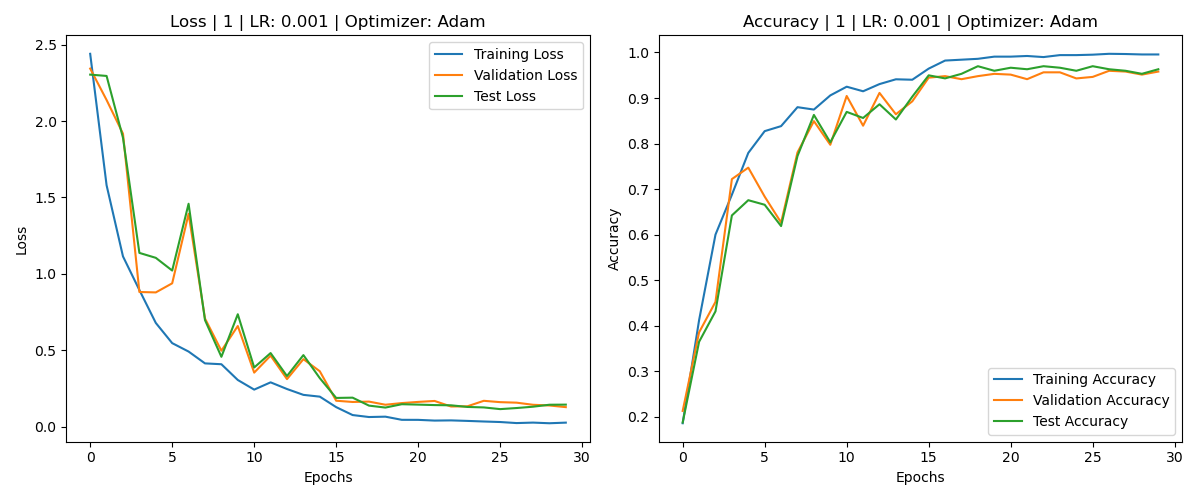 Loss | 1 | LR: 0.001 | Optimizer: Adam
2.5
2.0
1.5
1.0
0.5
0.0
Loss
0 5 10 15 20 25 30
Epochs
Training Loss
Validation Loss
Test Loss
Accuracy | 1 | LR: 0.001 | Optimizer: Adam
1.0
0.9
0.8
0.7
0.6
0.5
0.4
0.3
0.2
Accuracy
0 5 10 15 20 25 30
Epochs
Training Accuracy
Validation Accuracy
Test Accuracy